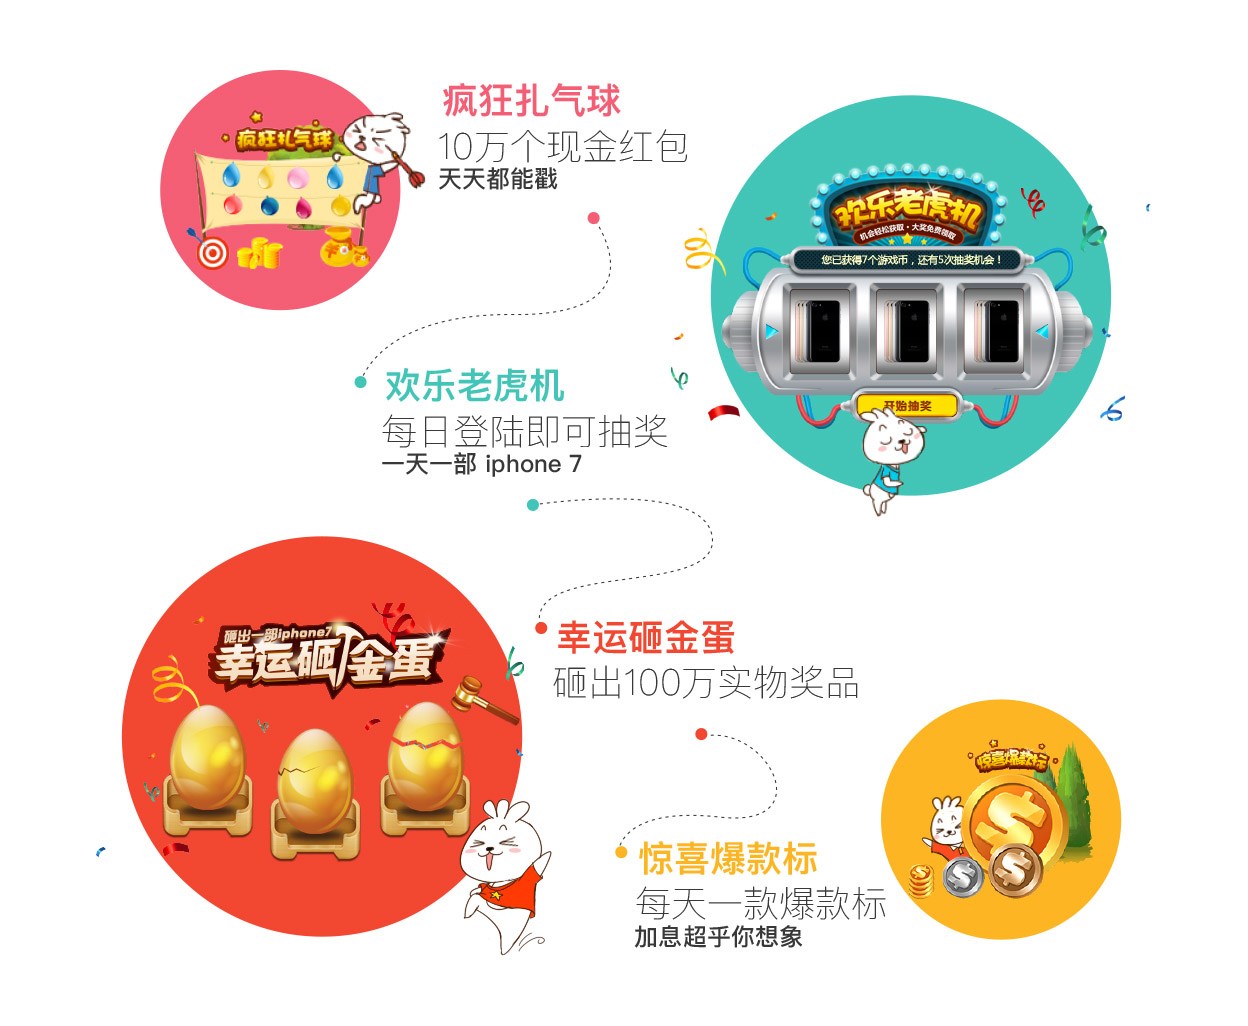 疯狂扎气球
10万个现金红包
天天都能戳
疯狂扎气球
欢乐老虎机
机会轻松获取·大奖免费领取
您已获得7个游戏币，还有5次抽奖机会！
开始抽奖
欢乐老虎机
每日登陆即可抽奖
一天一部 iphone 7
砸出一部iphone7
幸运砸金蛋
幸运砸金蛋
砸出100万实物奖品
惊喜爆款标
惊喜爆款标
每天一款爆款标
加息超乎你想象